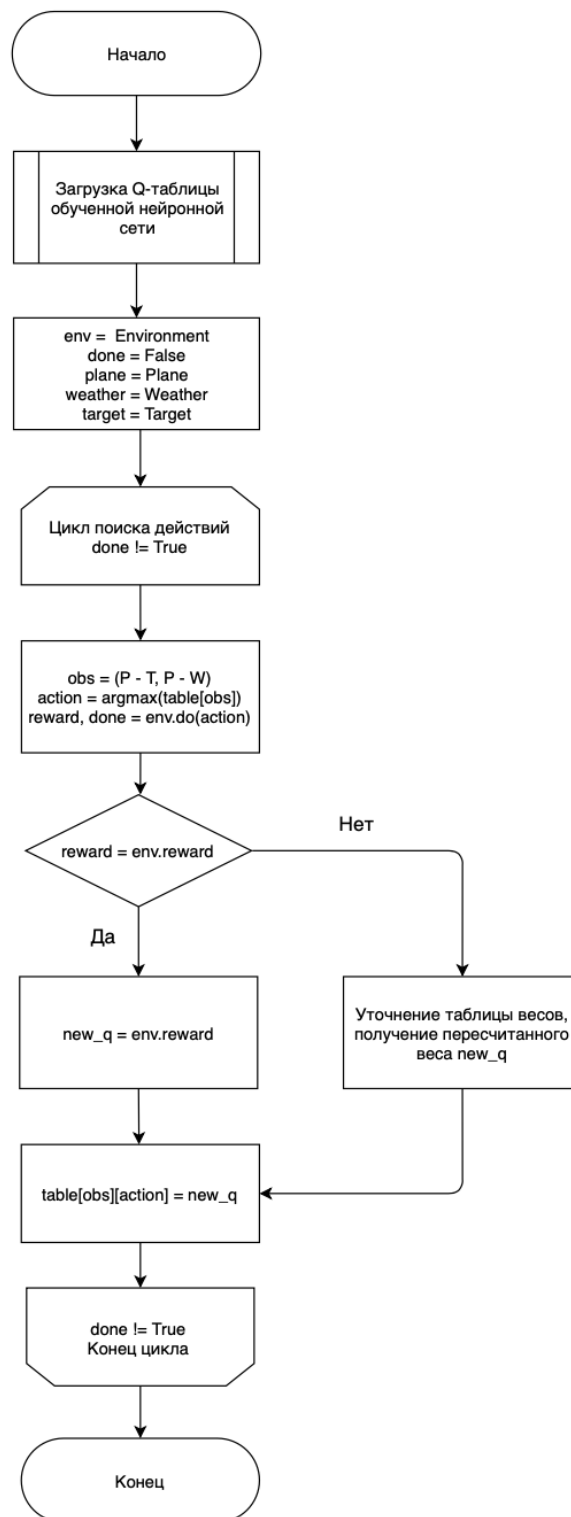 Начало
Загрузка Q-таблицы
обученной нейронной
сети
env = Environment
done = False
plane = Plane
weather = Weather
target = Target
Цикл поиска действий
done != True
obs = (P - T, P - W)
action = argmax(table[obs])
reward, done = env.do(action)
reward = env.reward
Нет
Да
new_q = env.reward
Уточнение таблицы весов,
получение пересчитанного
веса new_q
table[obs][action] = new_q
done != True
Конец цикла
Конец